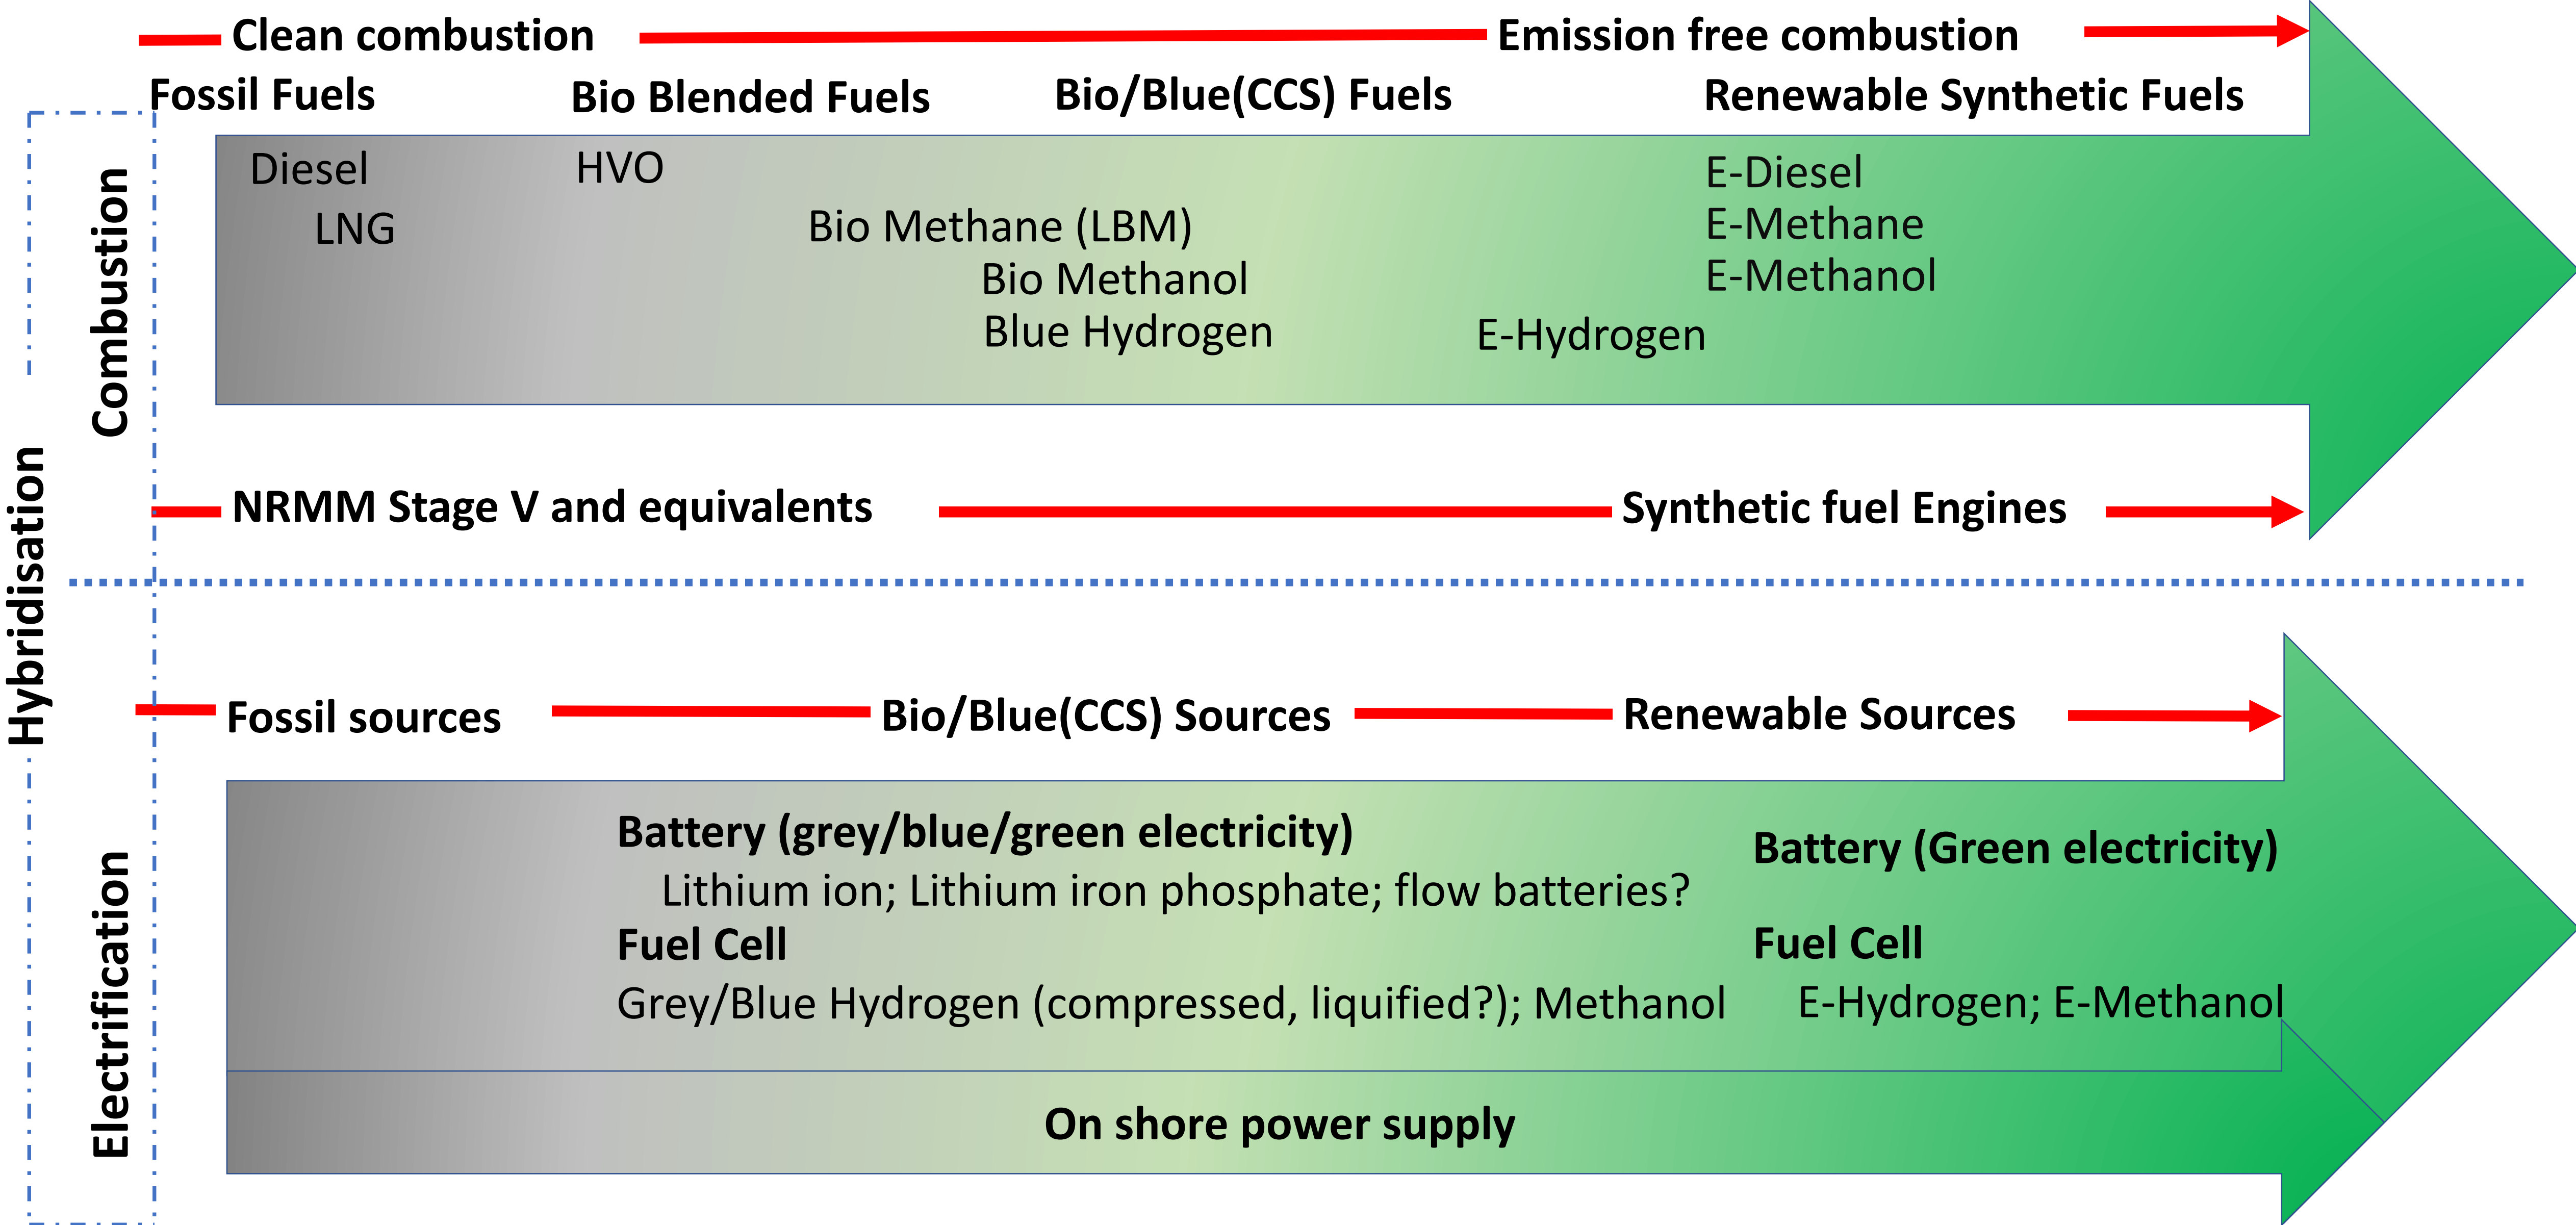 Clean combustion
Emission free combustion
Fossil Fuels
Bio Blended Fuels
Bio/Blue(CCS) Fuels
Renewable Synthetic Fuels
Hybridisation
Combustion
Diesel
HVO
E-Diesel
LNG
Bio Methane (LBM)
E-Methane
Bio Methanol
E-Methanol
Blue Hydrogen
E-Hydrogen
NRMM Stage V and equivalents
Synthetic fuel Engines
Electrification
Fossil sources
Bio/Blue(CCS) Sources
Renewable Sources
Battery (grey/blue/green electricity)
Lithium ion; Lithium iron phosphate; flow batteries?
Fuel Cell
Grey/Blue Hydrogen (compressed, liquified?); Methanol
Battery (Green electricity)
Fuel Cell
E-Hydrogen; E-Methanol
On shore power supply